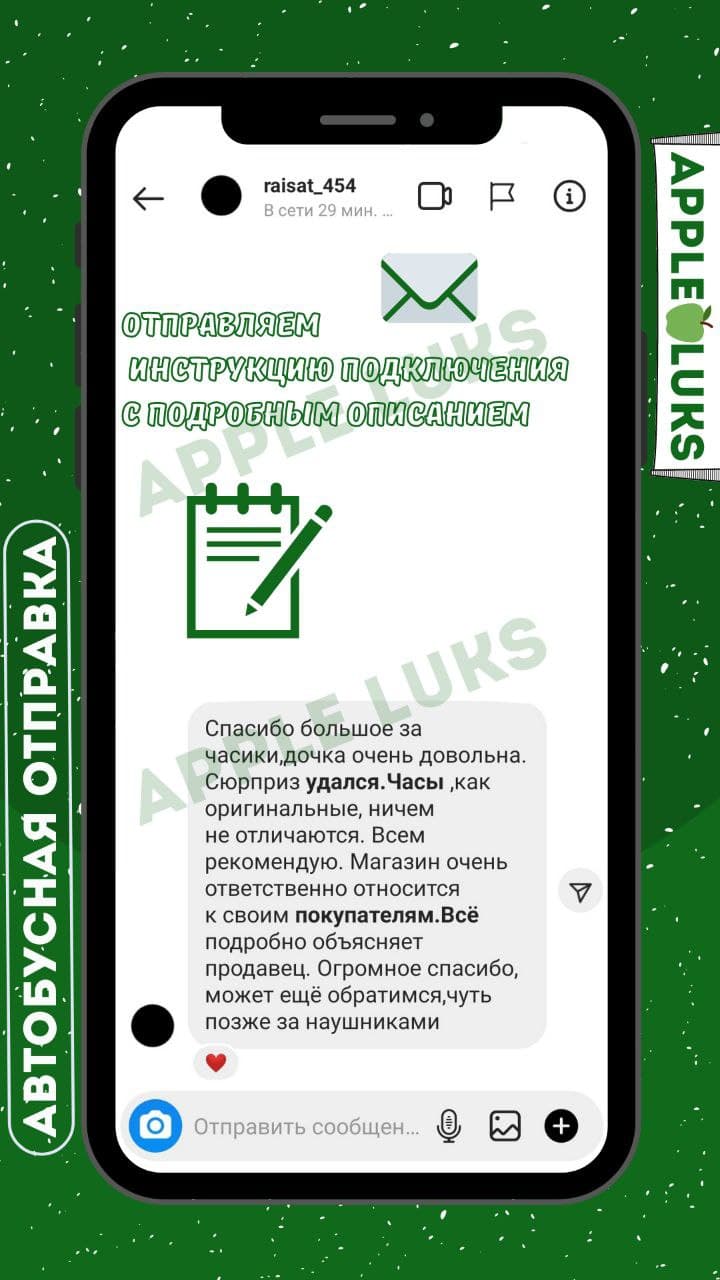 raisat_454
В сети 29 мин. ...
ОТПРАВЛЯЕМ
ИНСТРУКЦИЮ ПОДКЛЮЧЕНИЯ
С ПОДРОБНЫМ ОПИСАНИЕМ
APPLE LUKS
APPLE LUKS
Спасибо большое за
часики,дочка очень довольна.
Сюрприз удался.Часы ,как
оригинальные, ничем
не отличаются. Всем
рекомендую. Магазин очень
ответственно относится
к своим покупателям.Всё
подробно объясняет
продавец. Огромное спасибо,
может ещё обратимся,чуть
позже за наушниками
Отправить сообщен...
АВТОБУСНАЯ ОТПРАВКА
APPLE LUKS